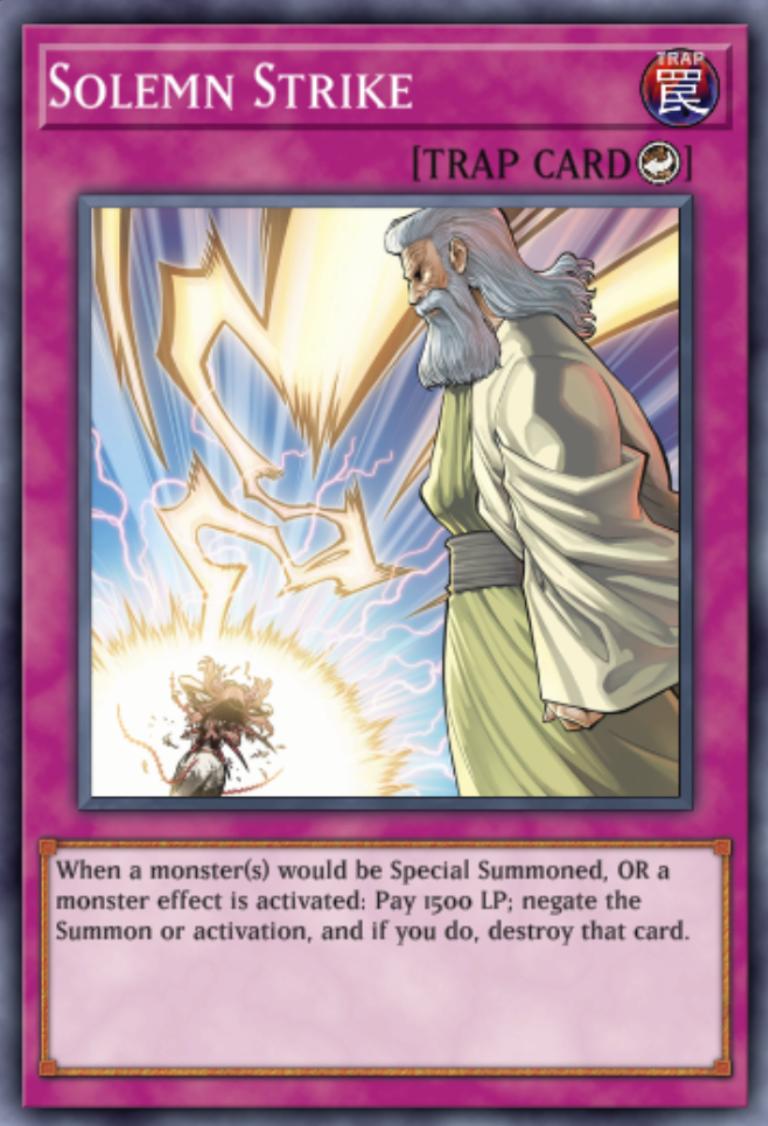 Solemn Strike
TRAP
罠
[TRAP CARD]
When a monster(s) would be Special Summoned, OR a
monster effect is activated: Pay 1500 LP; negate the
Summon or activation, and if you do, destroy that card.